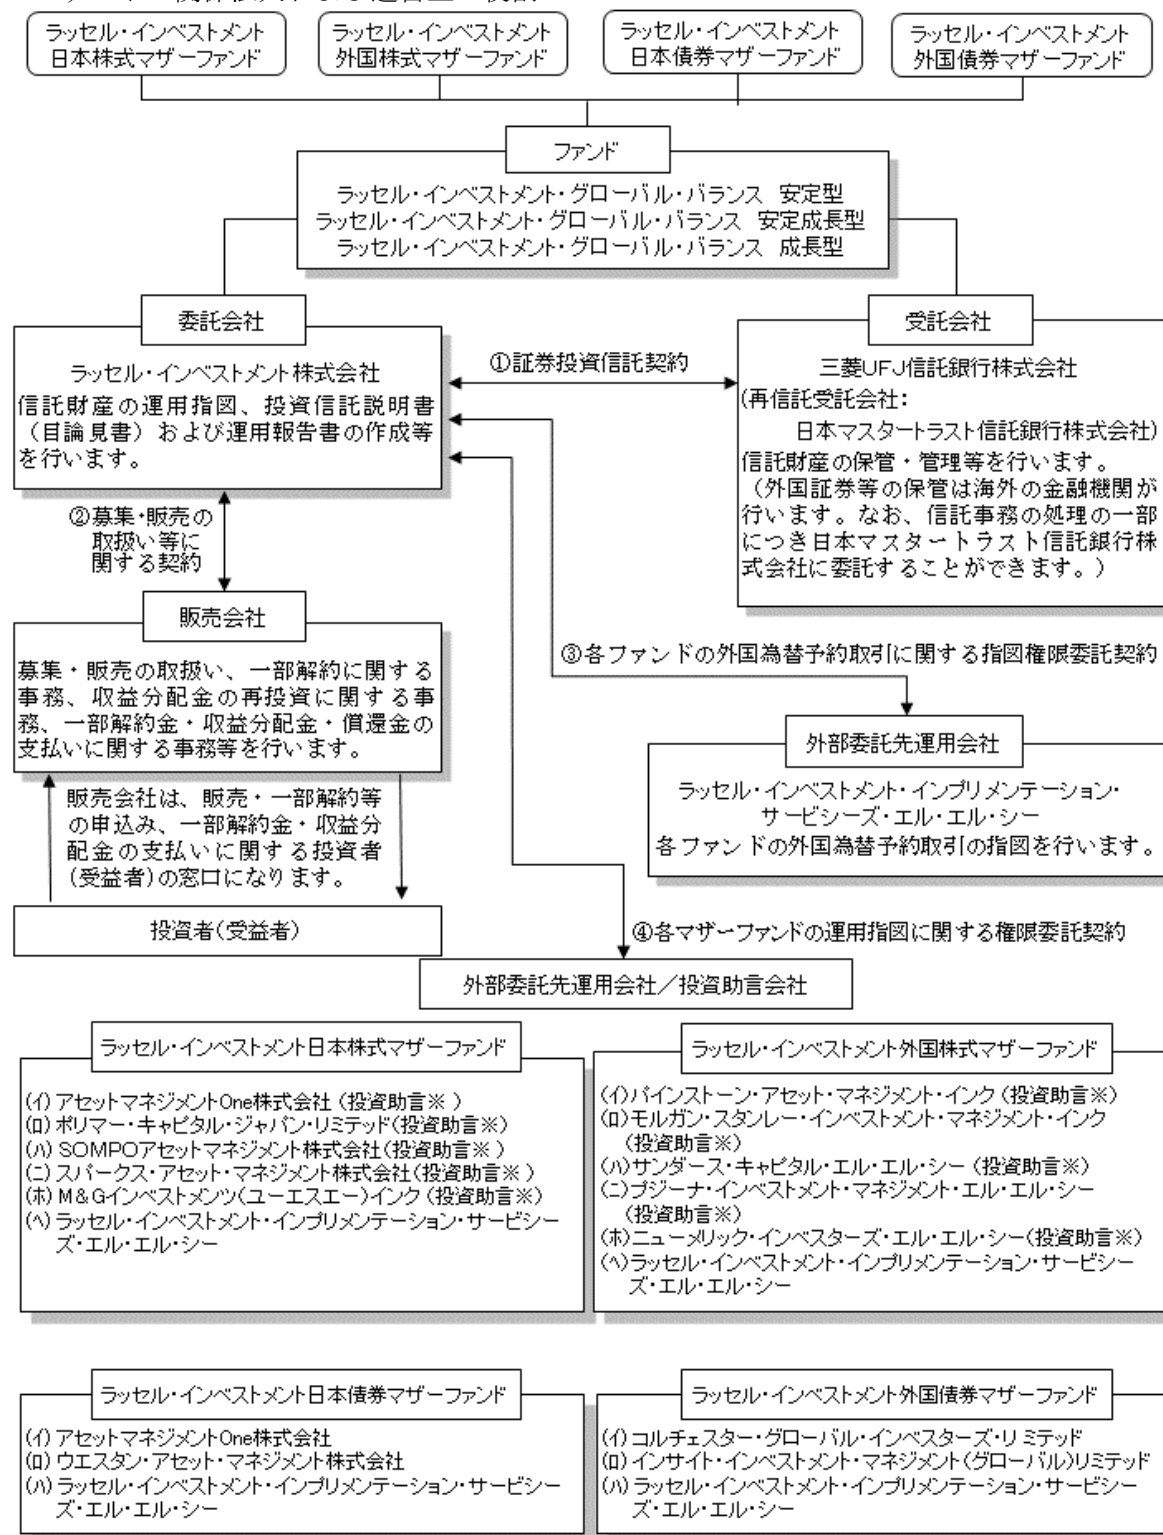 ラッセル・インベストメント
日本株式マザーファンド
ラッセル・インベストメント
外国株式マザーファンド
ラッセル・インベストメント
日本債券マザーファンド
ラッセル・インベストメント
外国債券マザーファンド
ファンド
ラッセル・インベストメント・グローバル・バランス 安定型
ラッセル・インベストメント・グローバル・バランス 安定成長型
ラッセル・インベストメント・グローバル・バランス 成長型
委託会社
ラッセル・インベストメント株式会社
信託財産の運用指図、投資信託説明書
(目論見書)および運用報告書の作成等
を行います。
①証券投資信託契約
受託会社
三菱UFJ信託銀行株式会社
(再信託受託会社:
日本マスタートラスト信託銀行株式会社)
信託財産の保管・管理等を行います。
(外国証券等の保管は海外の金融機関が
行います。なお、信託事務の処理の一部
につき日本マスタートラスト信託銀行株
式会社に委託することができます。)
②募集・販売の
取扱い等に
関する契約
販売会社
募集・販売の取扱い、一部解約に関する
事務、収益分配金の再投資に関する事
務、一部解約金・収益分配金・償還金の
支払いに関する事務等を行います。
③各ファンドの外国為替予約取引に関する指図権限委託契約
外部委託先運用会社
ラッセル・インベストメント・インプリメンテーション・
サービシーズ・エル・エル・シー
各ファンドの外国為替予約取引の指図を行います。
販売会社は、販売・一部解約等
の申込み、一部解約金・収益分
配金の支払いに関する投資者
(受益者)の窓口になります。
投資者(受益者)
④各マザーファンドの運用指図に関する権限委託契約
外部委託先運用会社/投資助言会社
ラッセル・インベストメント日本株式マザーファンド
(イ)アセットマネジメントOne株式会社(投資助言※)
(ロ)ポリマー・キャピタル・ジャパン・リミテッド(投資助言※)
(ハ)SOMPOアセットマネジメント株式会社(投資助言※)
(ニ)スパークス・アセット・マネジメント株式会社(投資助言※)
(ホ)M&Gインベストメンツ(ユーエスエー)インク(投資助言※)
(ヘ)ラッセル・インベストメント・インプリメンテーション・サービシー
ズ・エル・エル・シー
ラッセル・インベストメント外国株式マザーファンド
(イ)パインストーン・アセット・マネジメント・インク(投資助言※)
(ロ)モルガン・スタンレー・インベストメント・マネジメント・インク
(投資助言※)
(ハ)サンダース・キャピタル・エル・エル・シー(投資助言※)
(ニ)プジーナ・インベストメント・マネジメント・エル・エル・シー
(投資助言※)
(ホ)ニューメリック・インベスターズ・エル・エル・シー(投資助言※)
(ヘ)ラッセル・インベストメント・インプリメンテーション・サービシー
ズ・エル・エル・シー
ラッセル・インベストメント日本債券マザーファンド
(イ)アセットマネジメントOne株式会社
(ロ)ウエスタン・アセット・マネジメント株式会社
(ハ)ラッセル・インベストメント・インプリメンテーション・サービシー
ズ・エル・エル・シー
ラッセル・インベストメント外国債券マザーファンド
(イ)コルチェスター・グローバル・インベスターズ・リミテッド
(ロ)インサイト・インベストメント・マネジメント(グローバル)リミテッド
(ハ)ラッセル・インベストメント・インプリメンテーション・サービシー
ズ・エル・エル・シー